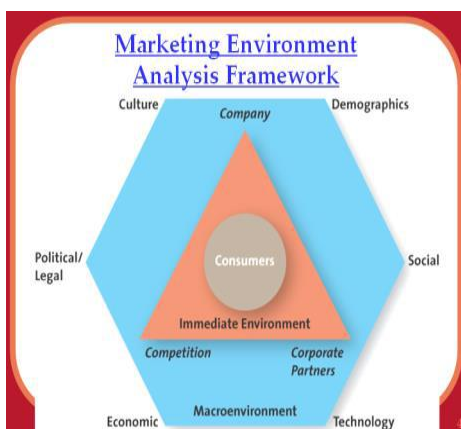 Marketing Environment
Analysis Framework
Culture
Demographics
Company
Political/
Legal
Consumers
Social
Immediate Environment
Competition
Corporate
Partners
Economic
Macroenvironment
Technology